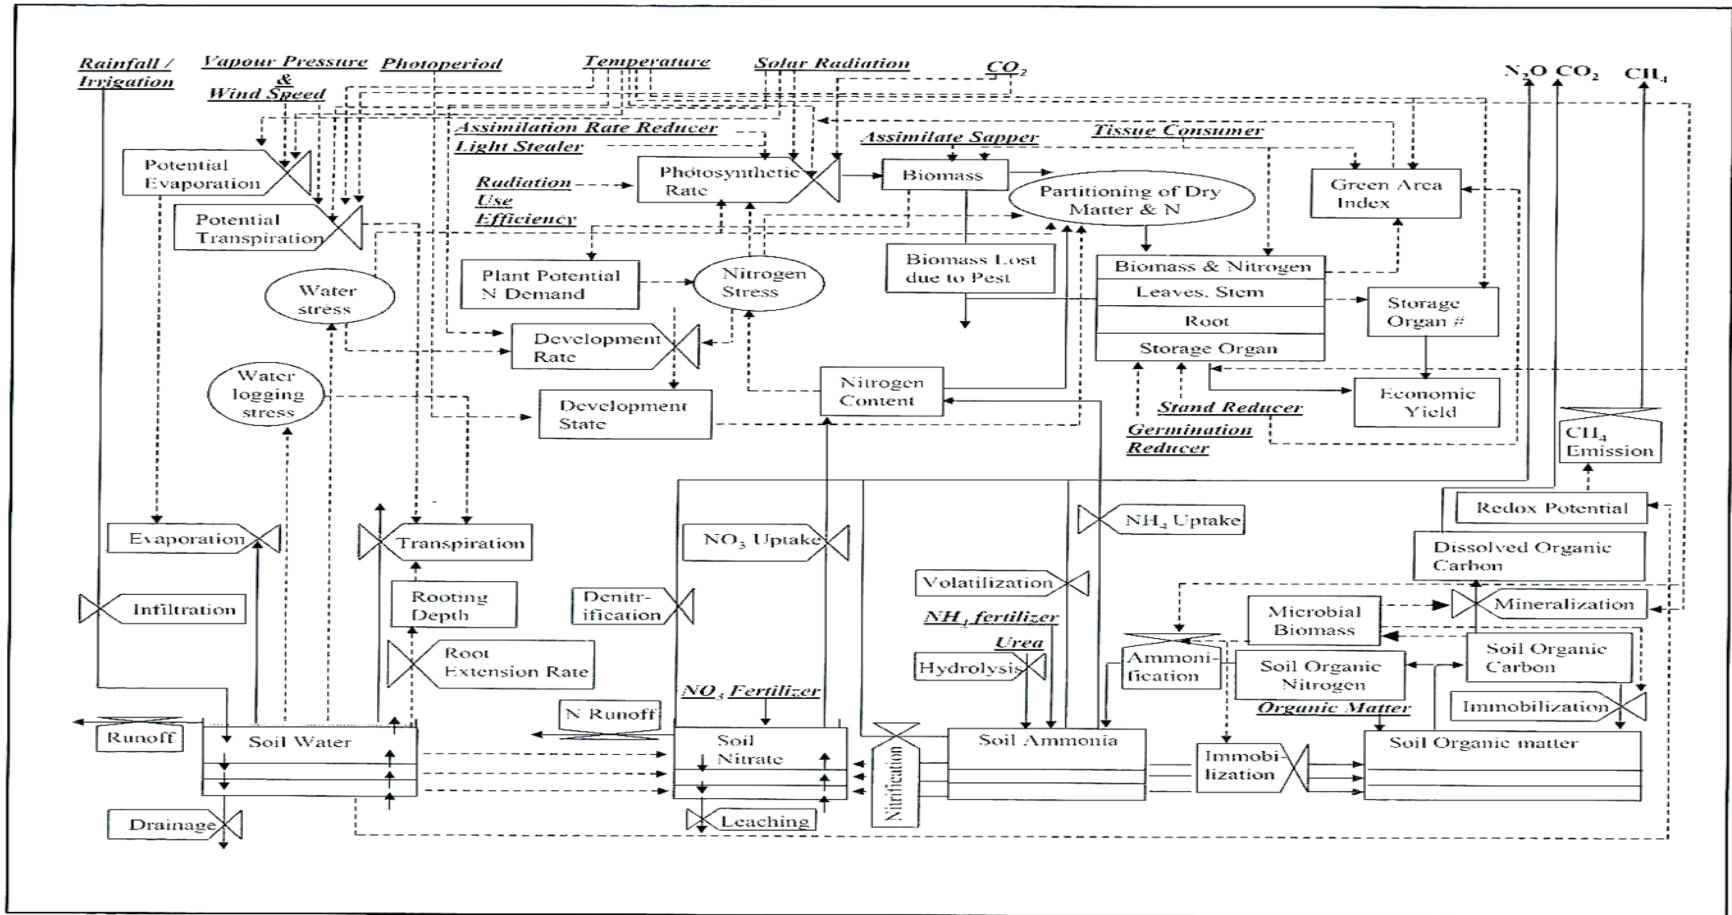 Rainfall /
Irrigation
Vapour Pressure
&
Wind Speed
Photoperiod
Temperature
Solar Radiation
CO₂
N₂O CO₂ CH₄
Assimilation Rate Reducer
Light Stealer
Assimilate Sapper
Tissue Consumer
Potential
Evaporation
Potential
Transpiration
Radiation
Use
Efficiency
Photosynthetic
Rate
Biomass
Partitioning of Dry
Matter & N
Green Area
Index
Water
stress
Plant Potential
N Demand
Nitrogen
Stress
Biomass Lost
due to Pest
Biomass & Nitrogen
Leaves, Stem
Root
Storage Organ
Storage
Organ #
Development
Rate
Water
logging
stress
Development
State
Nitrogen
Content
Economic
Yield
Stand Reducer
Germination
Reducer
CH₄
Emission
Redox Potential
Evaporation
Transpiration
NO₃ Uptake
NH₄ Uptake
Dissolved Organic
Carbon
Infiltration
Rooting
Depth
Denitr-
ification
Volatilization
NH₄ fertilizer
Urea
Hydrolysis
Microbial
Biomass
Mineralization
Root
Extension Rate
Ammoni-
fication
Soil Organic
Nitrogen
Soil Organic
Carbon
NO₃ Fertilizer
N Runoff
Organic Matter
Immobilization
Runoff
Soil Water
Soil
Nitrate
Nitrification
Soil Ammonia
Immobi-
lization
Soil Organic matter
Drainage
Leaching